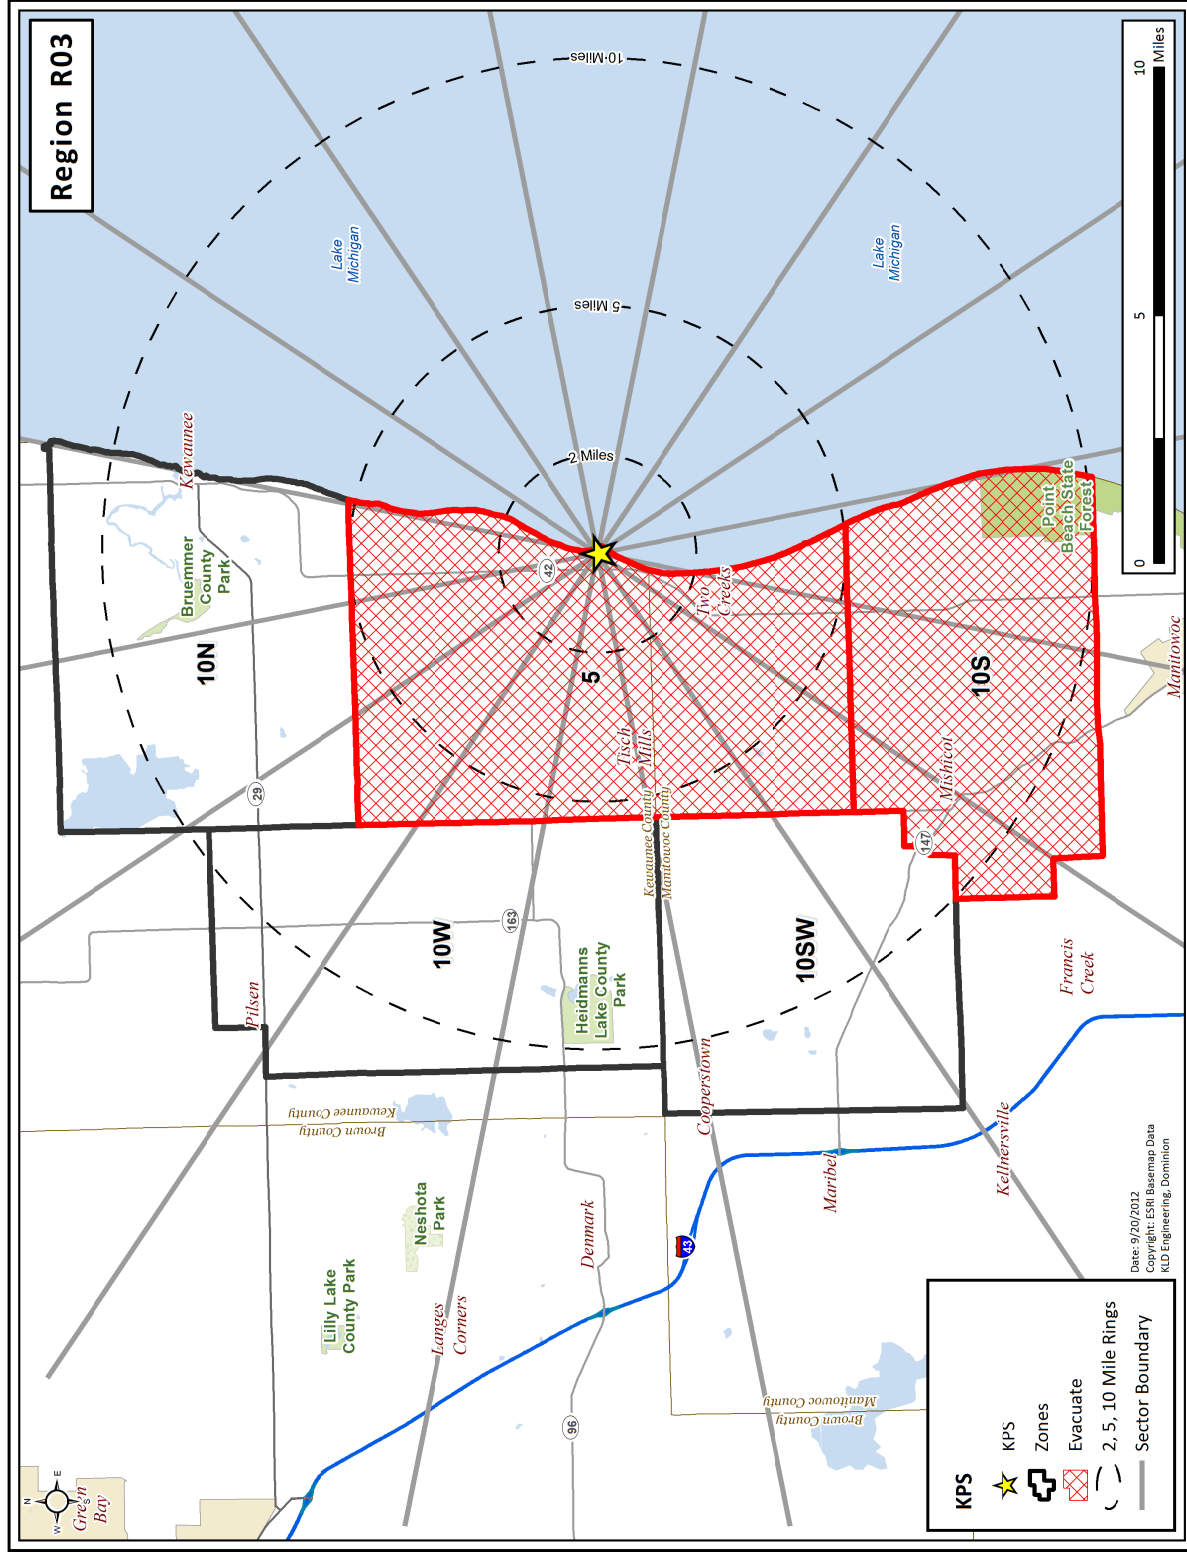 Region R03
10 Miles
5 Miles
2 Miles
Lake
Michigan
Lake
Michigan
Kewaunee
Bruemmer
County
Park
10N
29
42
5
Two
Creeks
Tisch
Mills
Kewaunee County
Manitowoc County
10S
Point
Beach State
Forest
Mishicot
147
Manitowoc
10W
163
Pilsen
Heidmanns
Lake County
Park
10SW
Francis
Creek
Cooperstown
Kewaunee County
Brown County
Maribel
Kellnersville
Neshota
Park
Denmark
43
Lilly Lake
County Park
Langes
Corners
96
Manitowoc County
Brown County
Green
Bay
N
E
S
W
0
5
10
Miles
Date: 9/20/2012
Copyright: ESRI Basemap Data
KLD Engineering, Dominion
KPS
KPS
Zones
Evacuate
2, 5, 10 Mile Rings
Sector Boundary